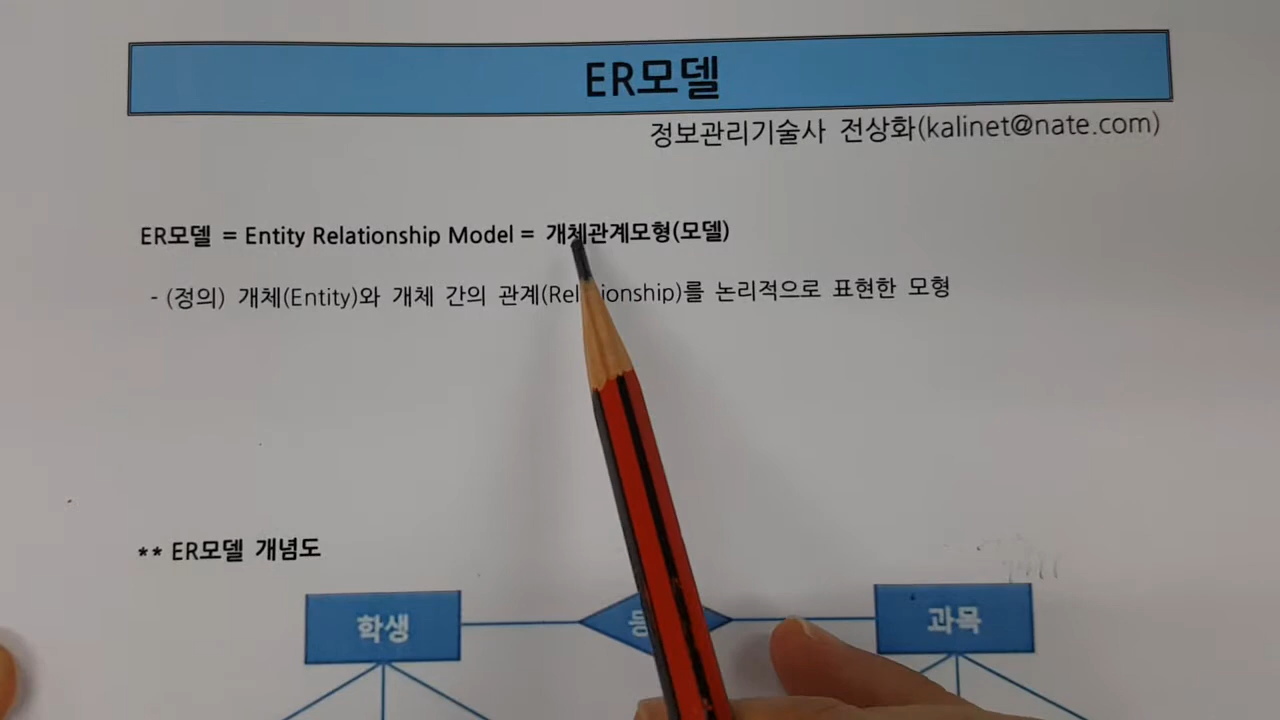 ER모델
정보관리기술사 전상화(kalinet@nate.com)
ER모델 = Entity Relationship Model = 개체관계모형(모델)
- (정의) 개체(Entity)와 개체 간의 관계(Relationship)를 논리적으로 표현한 모형
** ER모델 개념도
학생
과목